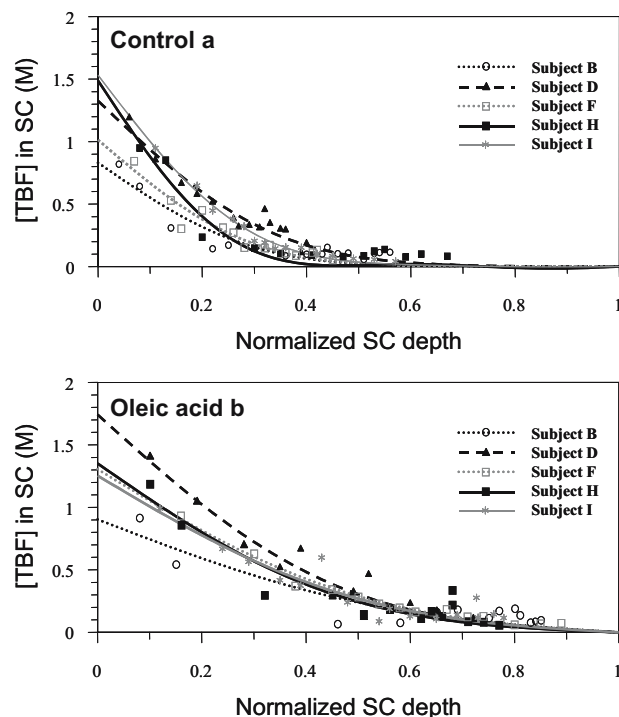 Control a
[TBF] in SC (M)
2
1.5
1
0.5
0
0
0.2
0.4
0.6
0.8
1
Normalized SC depth
Subject B
Subject D
Subject F
Subject H
Subject I
Oleic acid b
[TBF] in SC (M)
2
1.5
1
0.5
0
0
0.2
0.4
0.6
0.8
1
Normalized SC depth
Subject B
Subject D
Subject F
Subject H
Subject I